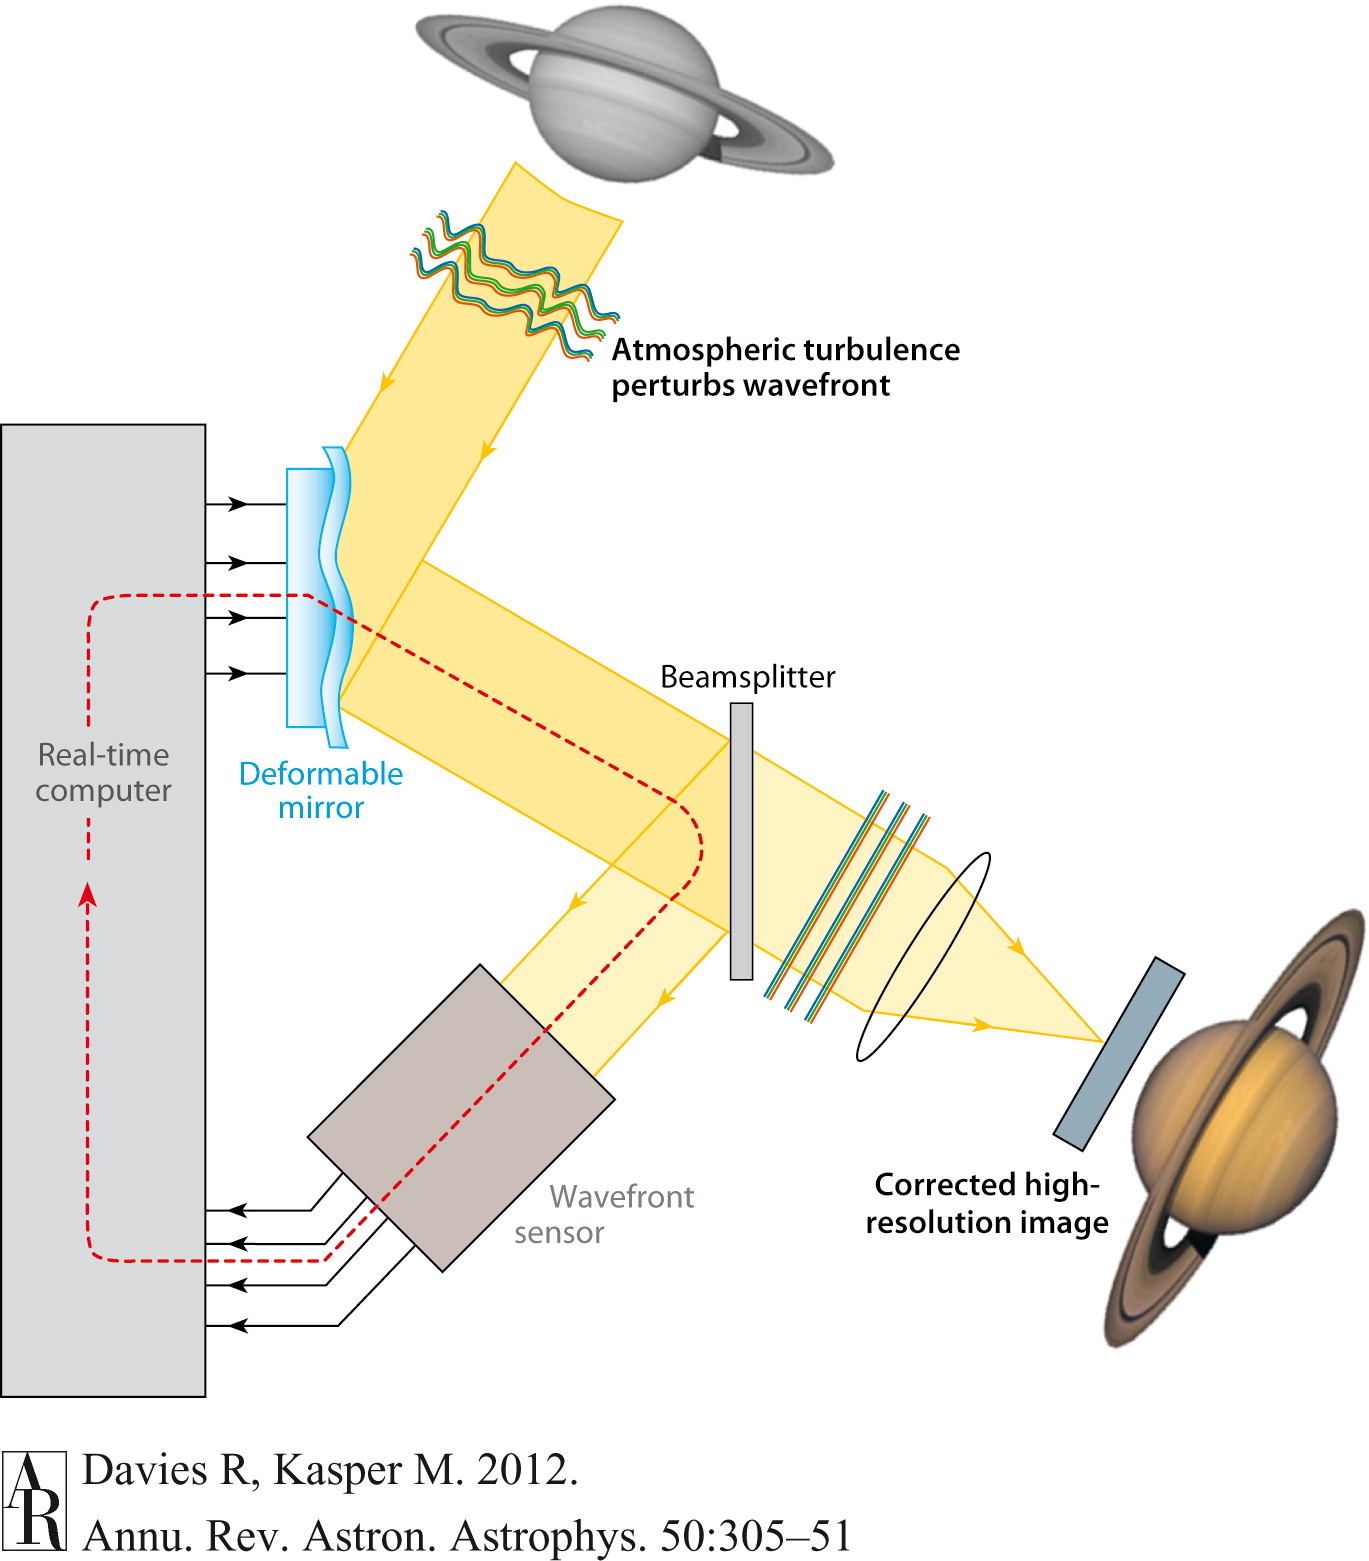 Atmospheric turbulence
perturbs wavefront
Beamsplitter
Real-time
computer
Deformable
mirror
Wavefront
sensor
Corrected high-
resolution image
AR
Davies R, Kasper M. 2012.
Annu. Rev. Astron. Astrophys. 50:305–51